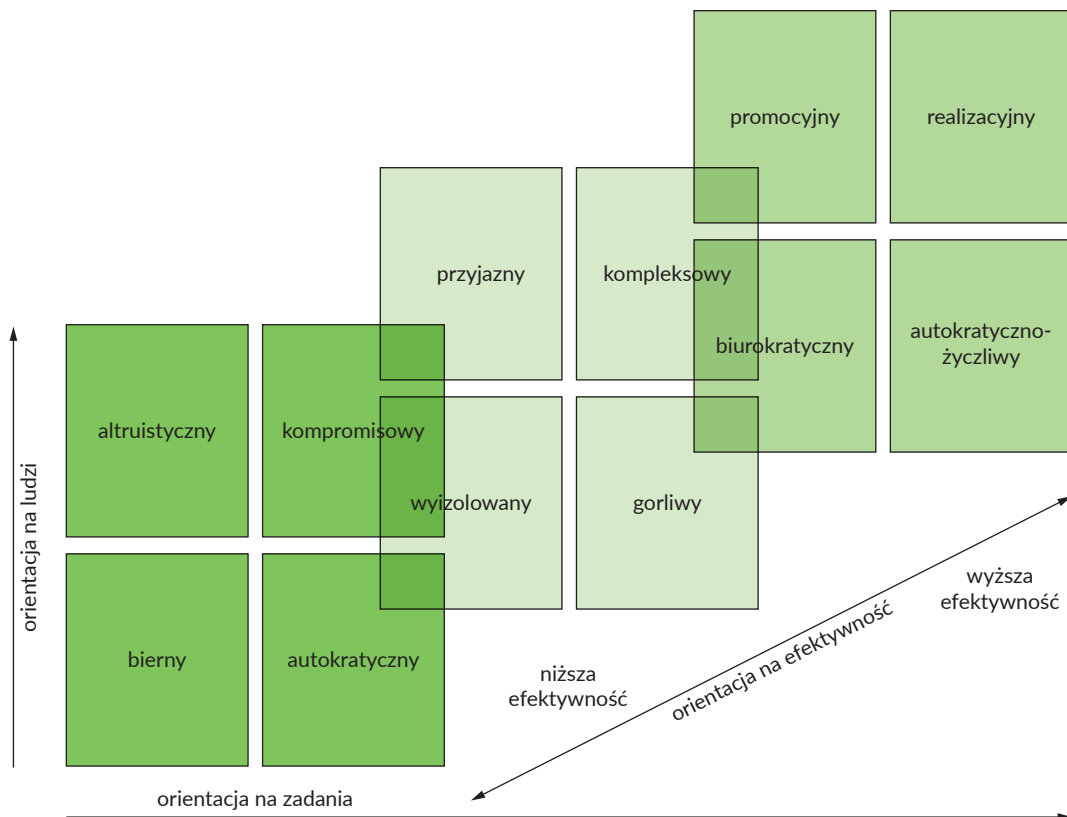 promocyjny
realizacyjny
przyjazny
kompleksowy
biurokratyczny
autokratyczno-
życzliwy
altruistyczny
kompromisowy
wyizolowany
gorliwy
bierny
autokratyczny
orientacja na ludzi
niższa
efektywność
orientacja na efektywność
wyższa
efektywność
orientacja na zadania